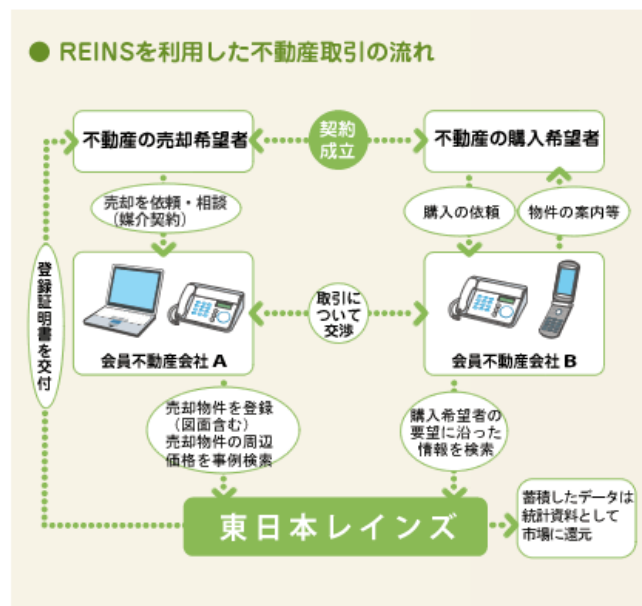 ● REINSを利用した不動産取引の流れ
不動産の売却希望者
契約
成立
不動産の購入希望者
売却を依頼・相談
（媒介契約）
購入の依頼
物件の案内等
登録証明書を交付
会員不動産会社 A
取引に
ついて
交渉
会員不動産会社 B
売却物件を登録
（図面含む）
売却物件の周辺
価格を事例検索
購入希望者の
要望に沿った
情報を検索
東日本レインズ
蓄積したデータは
統計資料として
市場に還元